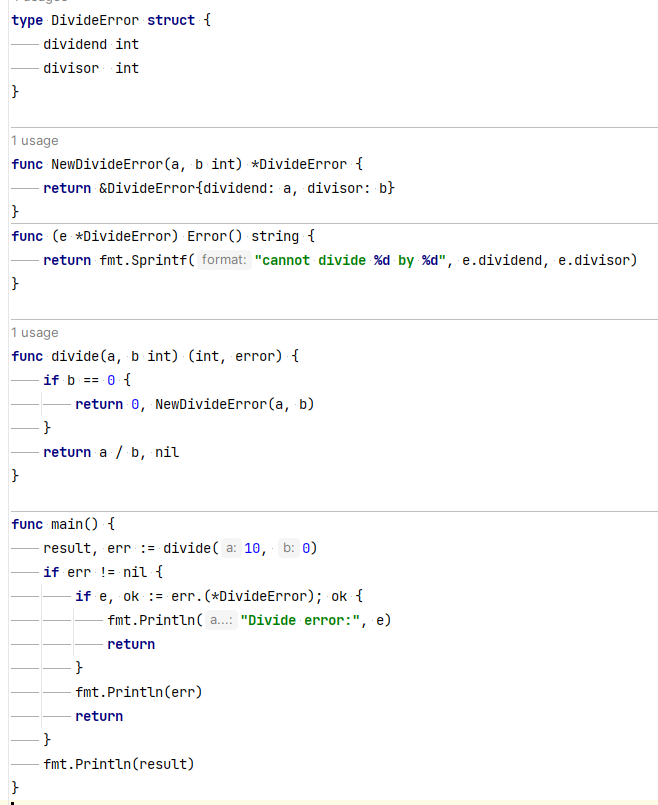 type DivideError struct {
dividend int
divisor int
}
1 usage
func NewDivideError(a, b int) *DivideError {
return &DivideError{dividend: a, divisor: b}
}
func (e *DivideError) Error() string {
return fmt.Sprintf( format: "cannot divide %d by %d", e.dividend, e.divisor)
}
1 usage
func divide(a, b int) (int, error) {
if b == 0 {
return 0, NewDivideError(a, b)
}
return a / b, nil
}
func main() {
result, err := divide( a: 10, b: 0)
if err != nil {
if e, ok := err.(*DivideError); ok {
fmt.Println( a...: "Divide error:", e)
return
}
fmt.Println(err)
return
}
fmt.Println(result)
}